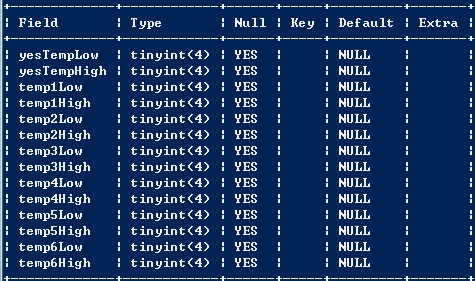 +-------------+------------+------+-----+---------+-------+
| Field       | Type       | Null | Key | Default | Extra |
+-------------+------------+------+-----+---------+-------+
| yesTempLow  | tinyint(4) | YES  |     | NULL    |       |
| yesTempHigh | tinyint(4) | YES  |     | NULL    |       |
| temp1Low    | tinyint(4) | YES  |     | NULL    |       |
| temp1High   | tinyint(4) | YES  |     | NULL    |       |
| temp2Low    | tinyint(4) | YES  |     | NULL    |       |
| temp2High   | tinyint(4) | YES  |     | NULL    |       |
| temp3Low    | tinyint(4) | YES  |     | NULL    |       |
| temp3High   | tinyint(4) | YES  |     | NULL    |       |
| temp4Low    | tinyint(4) | YES  |     | NULL    |       |
| temp4High   | tinyint(4) | YES  |     | NULL    |       |
| temp5Low    | tinyint(4) | YES  |     | NULL    |       |
| temp5High   | tinyint(4) | YES  |     | NULL    |       |
| temp6Low    | tinyint(4) | YES  |     | NULL    |       |
| temp6High   | tinyint(4) | YES  |     | NULL    |       |
+-------------+------------+------+-----+---------+-------+